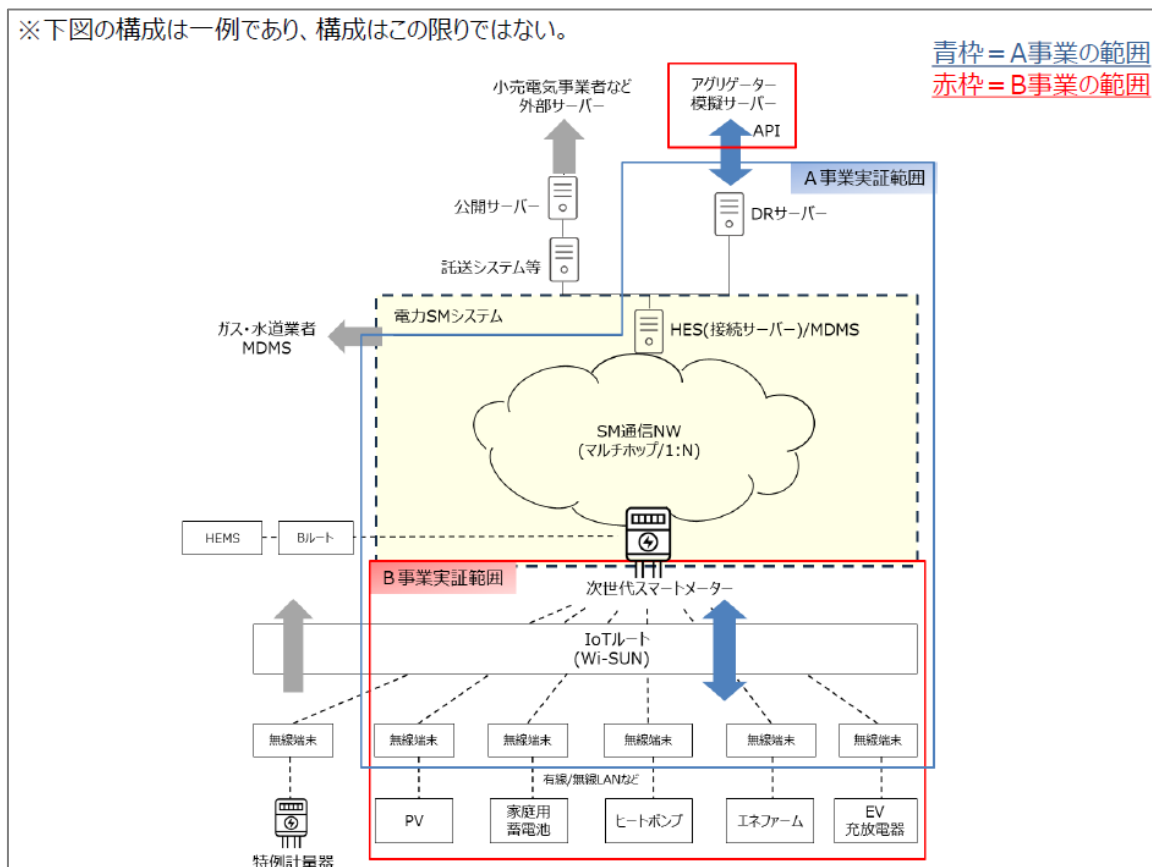 ※下図の構成は一例であり、構成はこの限りではない。
青枠＝A事業の範囲
赤枠＝B事業の範囲
小売電気事業者など
外部サーバー
アグリゲーター
模擬サーバー
API
A事業実証範囲
公開サーバー
DRサーバー
託送システム等
電力SMシステム
ガス・水道業者
MDMS
HES(接続サーバー)/MDMS
SM通信NW
(マルチホップ/1:N)
HEMS
Bルート
B事業実証範囲
次世代スマートメーター
IoTルート
(Wi-SUN)
無線端末
無線端末
無線端末
無線端末
無線端末
無線端末
有線/無線LANなど
PV
家庭用
蓄電池
ヒートポンプ
エネファーム
EV
充放電器
特例計量器